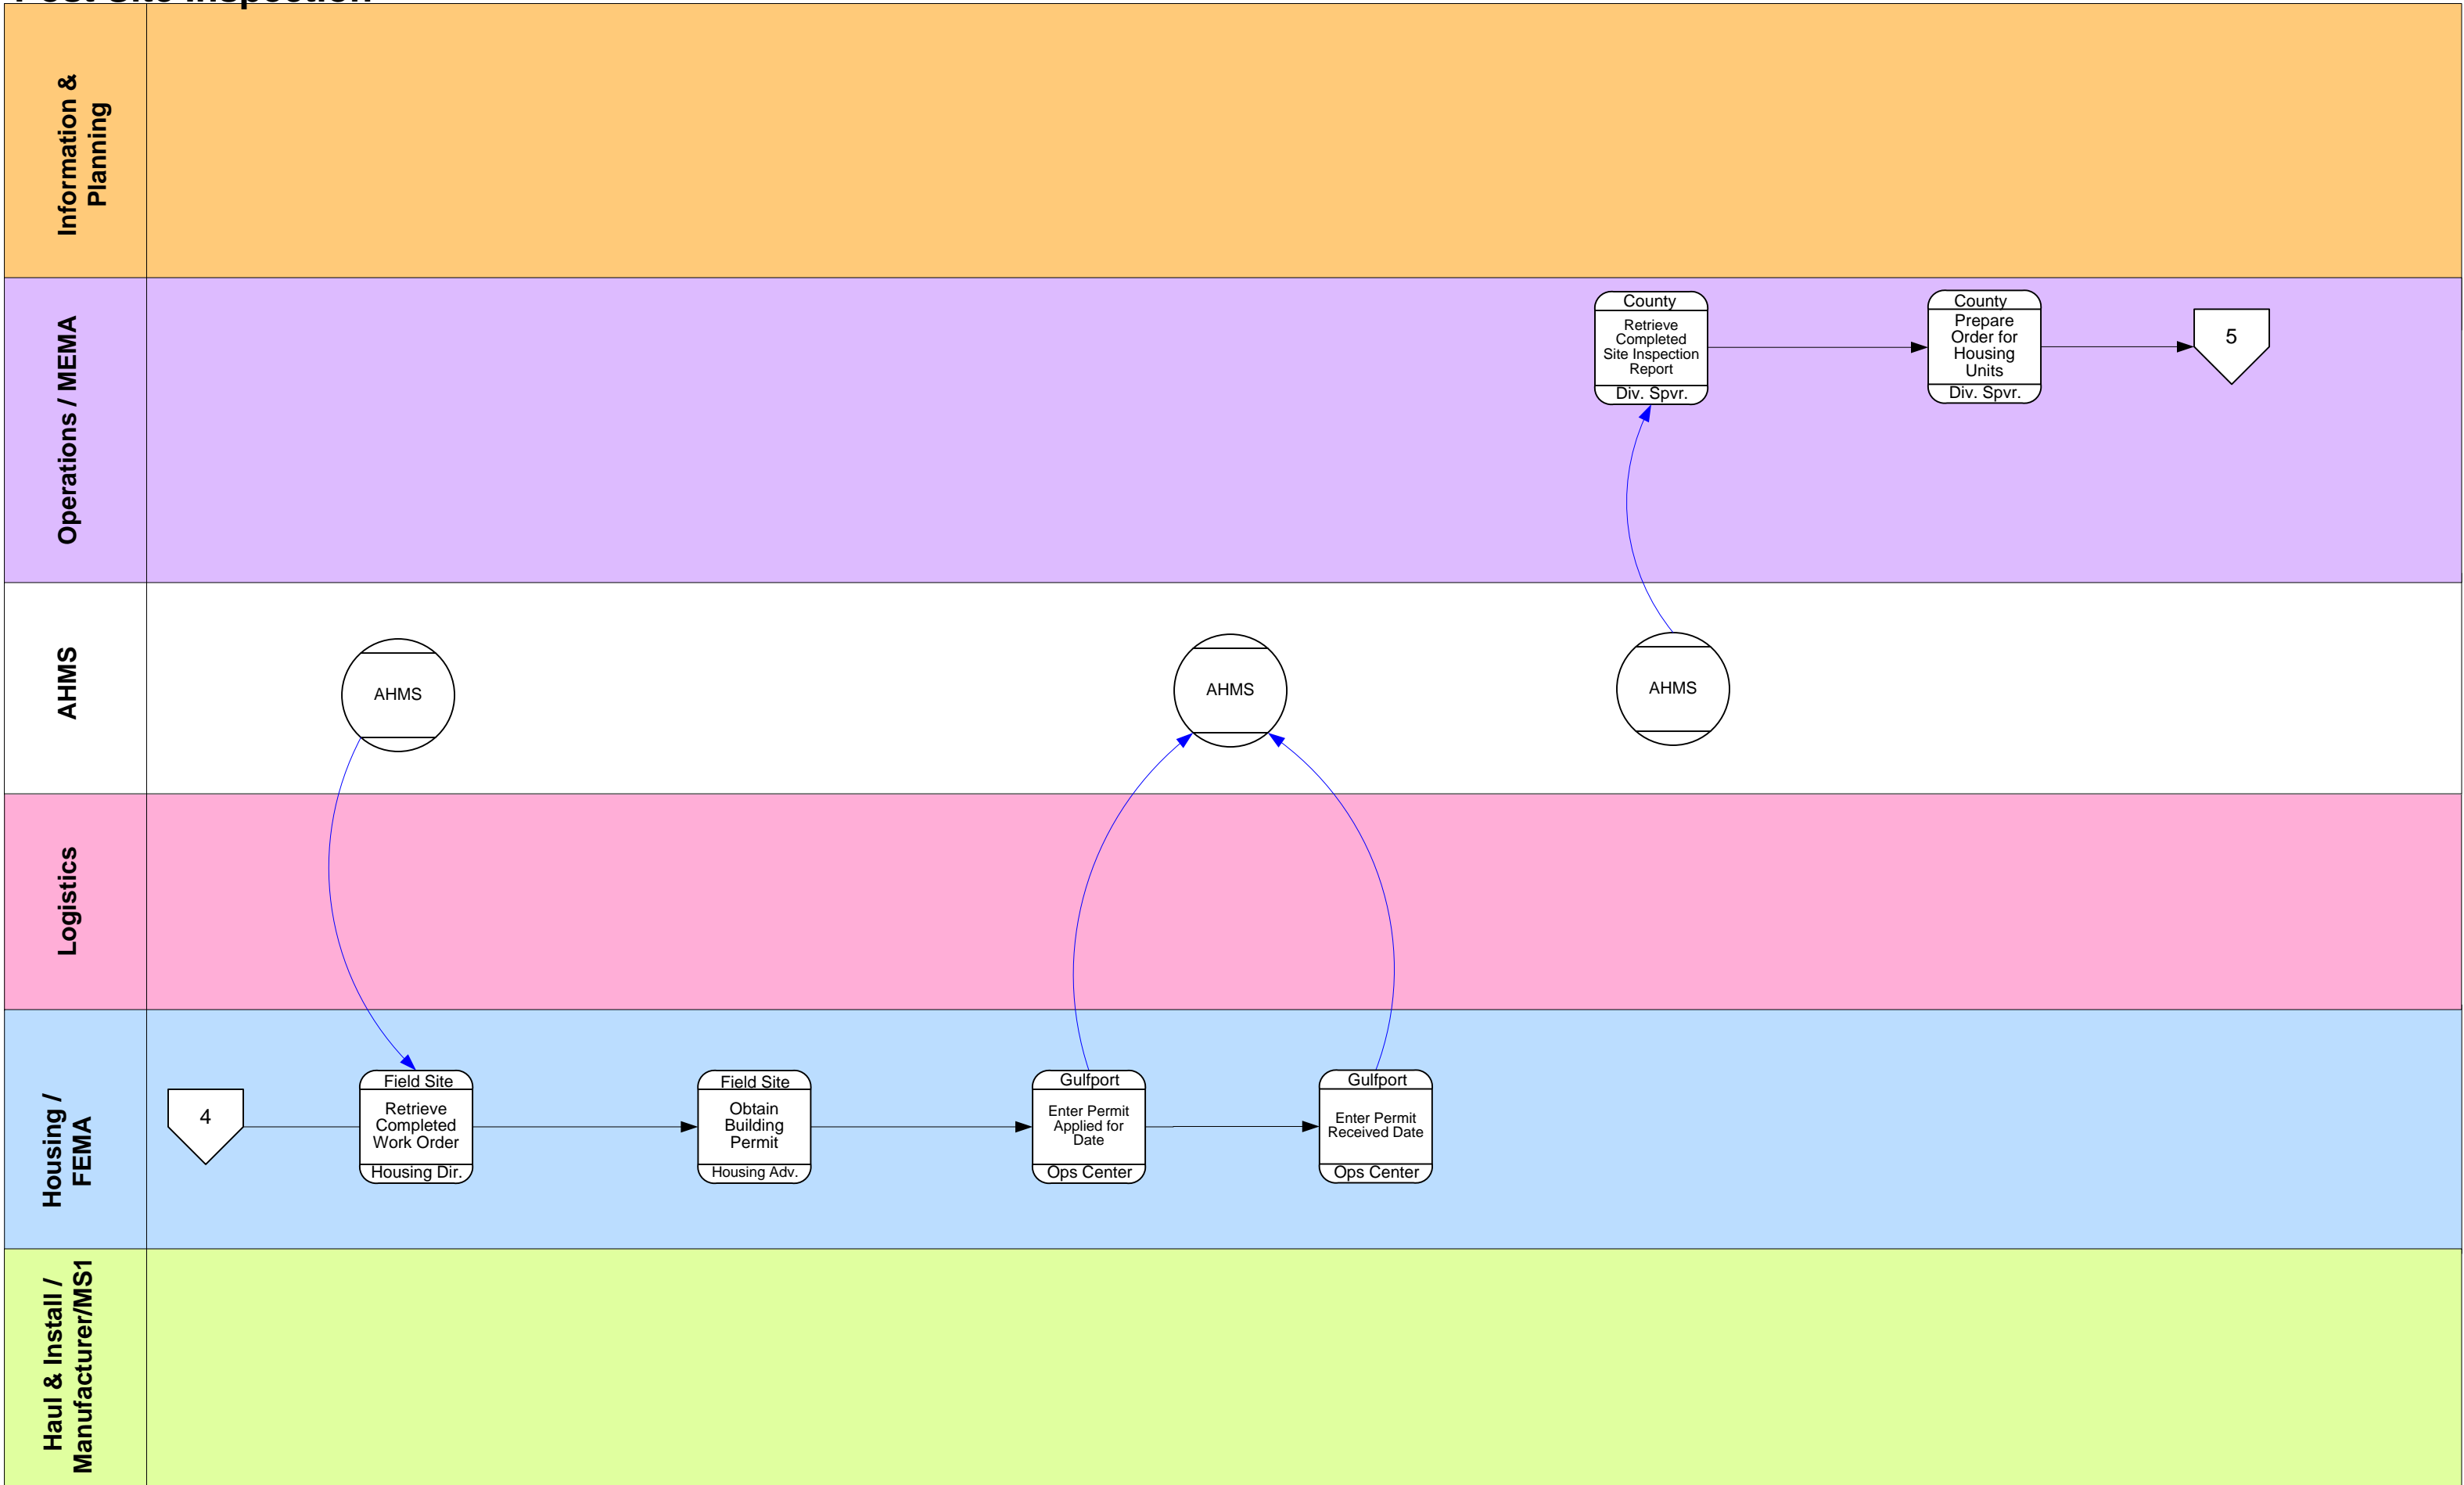 Post Site Inspection
Information &
Planning
Operations / MEMA
County
Retrieve
Completed
Site Inspection
Report
Div. Spvr.
County
Prepare
Order for
Housing
Units
Div. Spvr.
5
AHMS
AHMS
AHMS
AHMS
Logistics
Housing /
FEMA
4
Field Site
Retrieve
Completed
Work Order
Housing Dir.
Field Site
Obtain
Building
Permit
Housing Adv.
Gulfport
Enter Permit
Applied for
Date
Ops Center
Gulfport
Enter Permit
Received Date
Ops Center
Haul & Install /
Manufacturer/MS1